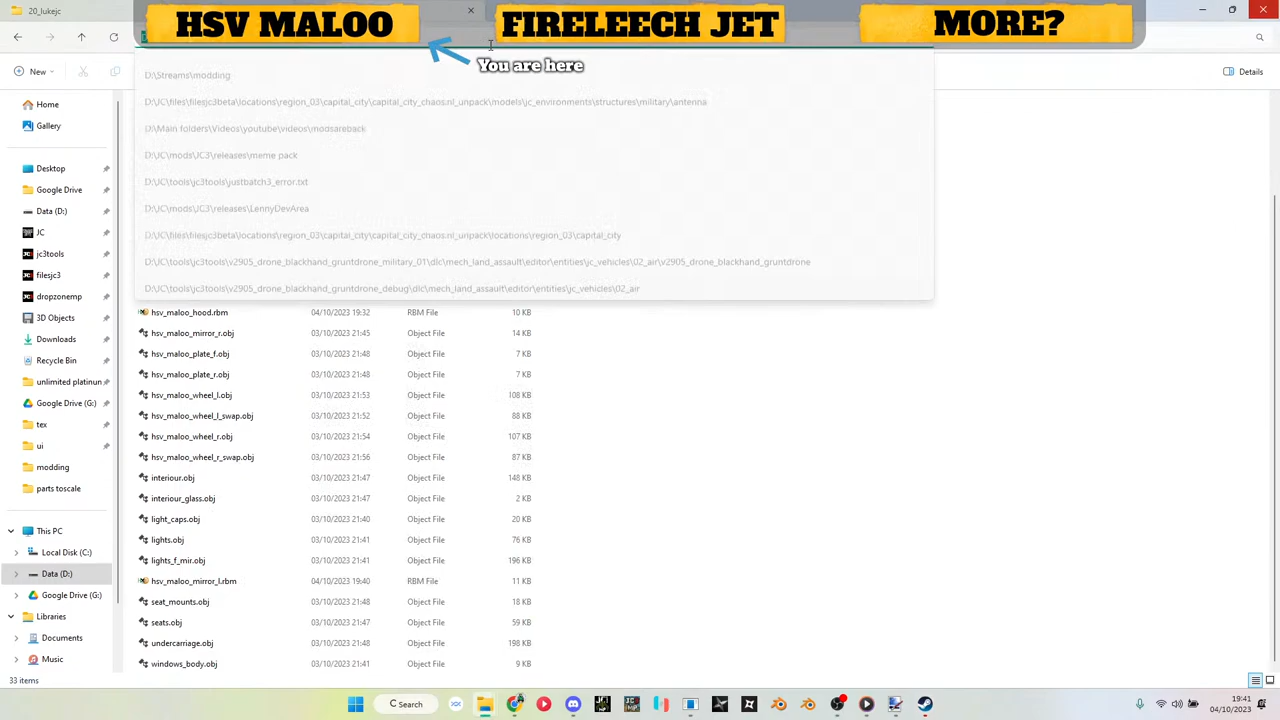 20_lukejc
HSV MALOO
FIRELEECH JET
MORE?
You are here
New
Details
D:\Streams\modding
D:\JC\files\filesjc3beta\locations\region_03\capital_city\capital_city_chaos.nl_unpack\models\jc_environments\structures\military\antenna
D:\Main folders\Videos\youtube\videos\modsareback
D:\JC\mods\JC3\releases\meme pack
D:\JC\tools\jc3tools\justbatch3_error.txt
D:\JC\mods\JC3\releases\LennyDevArea
D:\JC\files\filesjc3beta\locations\region_03\capital_city\capital_city_chaos.nl_unpack\locations\region_03\capital_city
D:\JC\tools\jc3tools\v2905_drone_blackhand_gruntdrone_military_01\dlc\mech_land_assault\editor\entities\jc_vehicles\02_air\v2905_drone_blackhand_gruntdrone
D:\JC\tools\jc3tools\v2905_drone_blackhand_gruntdrone_debug\dlc\mech_land_assault\editor\entities\jc_vehicles\02_air
Home
Gallery
Desktop
Google Drive
Data (D:)
JC
jc3tools
filesjc3
dropzonemp
3D Objects
Downloads
Recycle Bin
unlimited platinun
Google Drive (G:)
tex
ui
modding
parts toscale
This PC
Local Disk (C:)
Data (D:)
Google Drive (G:)
Libraries
Documents
Music
hsv_maloo_hood.rbm 04/10/2023 19:32 RBM File 10 KB
hsv_maloo_mirror_r.obj 03/10/2023 21:45 Object File 14 KB
hsv_maloo_plate_f.obj 03/10/2023 21:48 Object File 7 KB
hsv_maloo_plate_r.obj 03/10/2023 21:48 Object File 7 KB
hsv_maloo_wheel_l.obj 03/10/2023 21:53 Object File 108 KB
hsv_maloo_wheel_l_swap.obj 03/10/2023 21:52 Object File 88 KB
hsv_maloo_wheel_r.obj 03/10/2023 21:54 Object File 107 KB
hsv_maloo_wheel_r_swap.obj 03/10/2023 21:56 Object File 87 KB
interiour.obj 03/10/2023 21:47 Object File 148 KB
interiour_glass.obj 03/10/2023 21:47 Object File 2 KB
light_caps.obj 03/10/2023 21:40 Object File 20 KB
lights.obj 03/10/2023 21:41 Object File 76 KB
lights_f_mir.obj 03/10/2023 21:41 Object File 196 KB
hsv_maloo_mirror_l.rbm 04/10/2023 19:40 RBM File 11 KB
seat_mounts.obj 03/10/2023 21:48 Object File 18 KB
seats.obj 03/10/2023 21:47 Object File 59 KB
undercarriage.obj 03/10/2023 21:48 Object File 198 KB
windows_body.obj 03/10/2023 21:41 Object File 9 KB
33 items
Search
19:41
04/10/2023